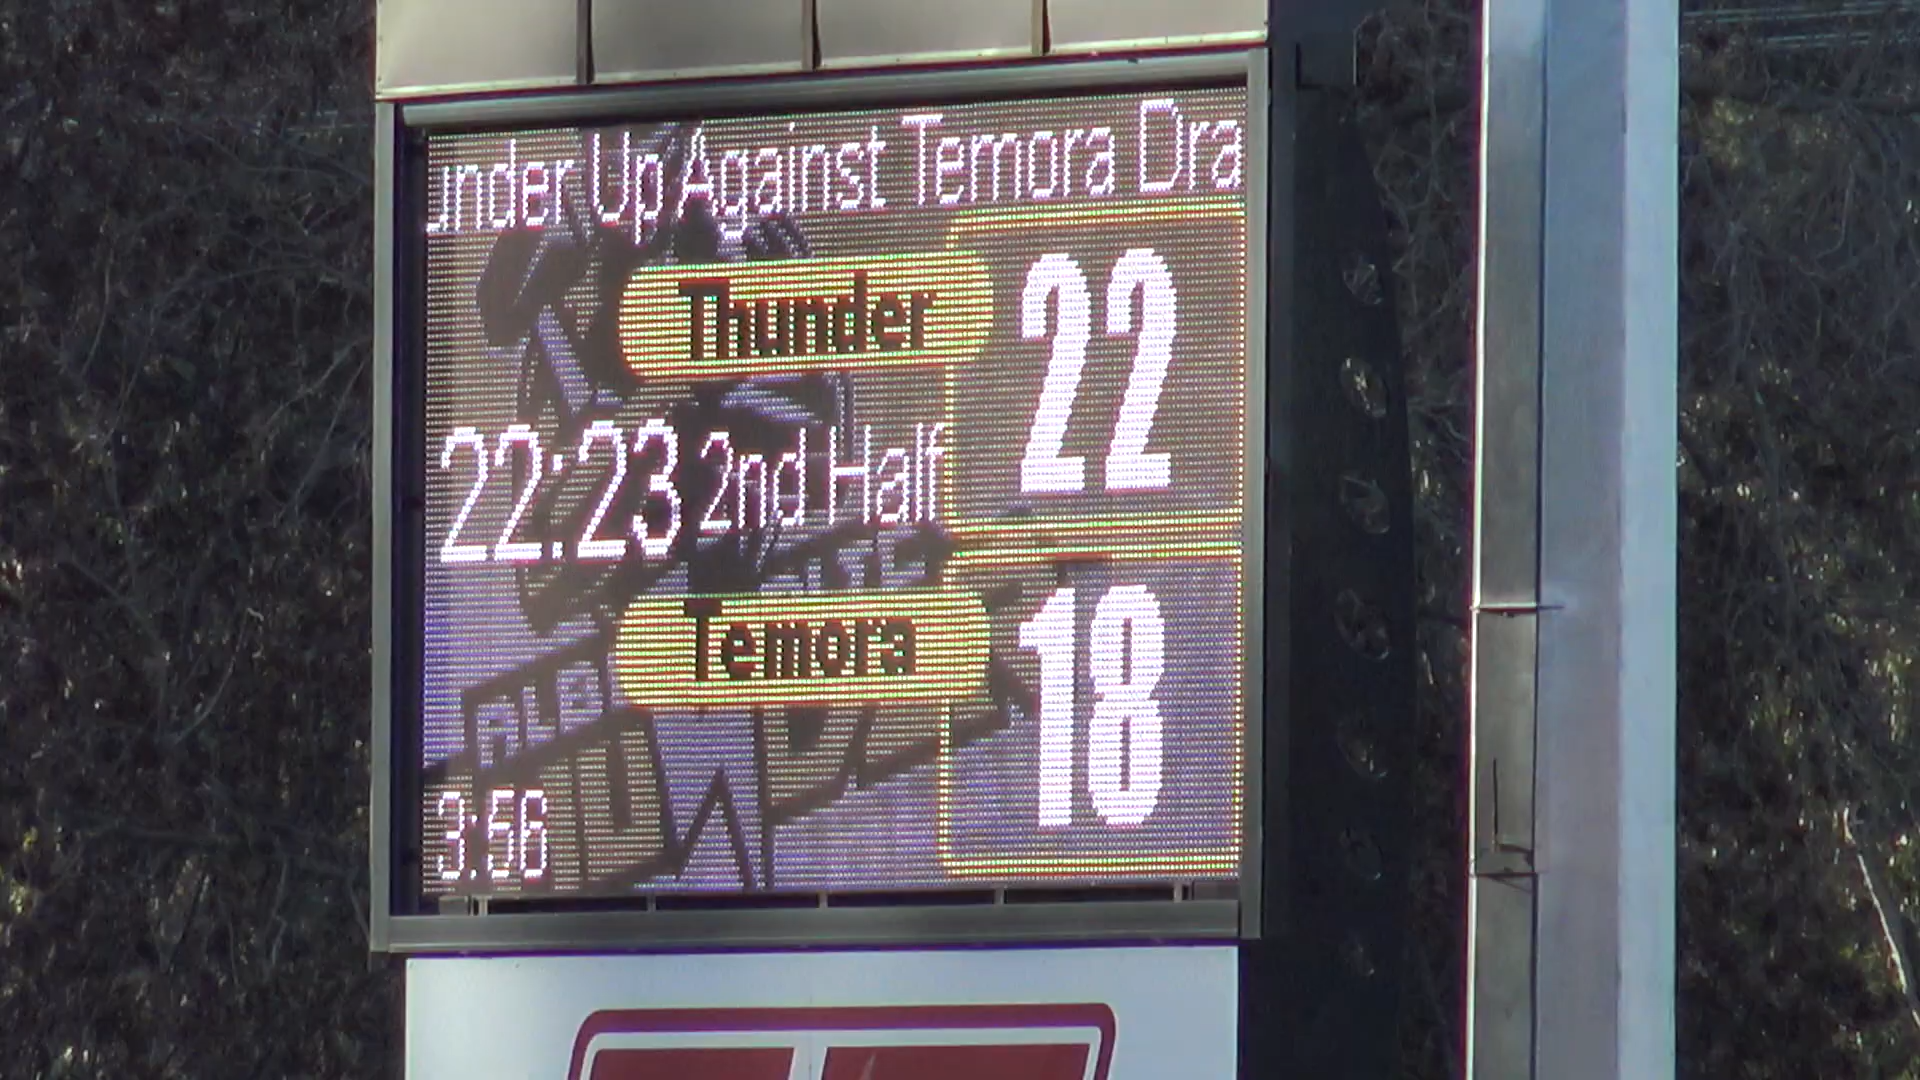 under Up Against Temora Dra
Thunder 22
22:23 2nd Half
Temora 18
3:56